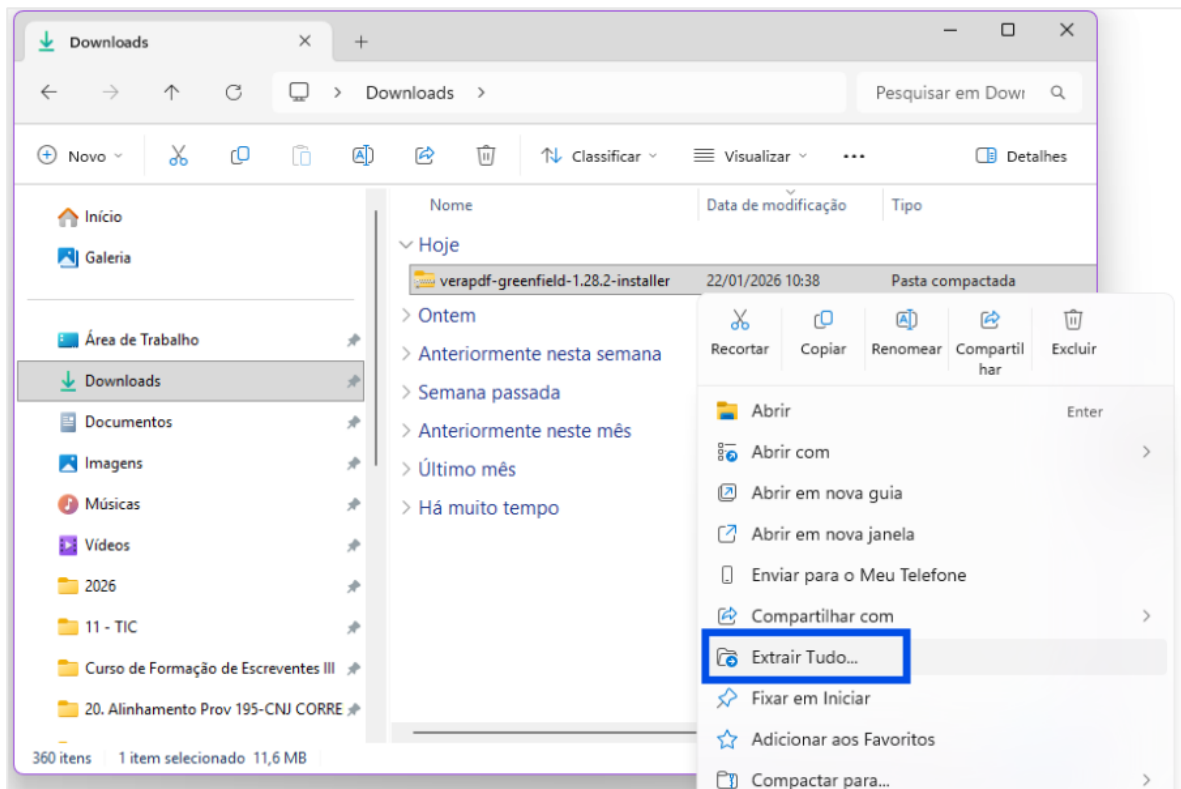 Downloads
Downloads
Pesquisar em Dowr
Novo
Classificar
Visualizar
Detalhes
Início
Galeria
Área de Trabalho
Downloads
Documentos
Imagens
Músicas
Vídeos
2026
11 - TIC
Curso de Formação de Escreventes III
20. Alinhamento Prov 195-CNJ CORRE
Nome Data de modificação Tipo
Hoje
verapdf-greenfield-1.28.2-installer 22/01/2026 10:38 Pasta compactada
Ontem
Anteriormente nesta semana
Semana passada
Anteriormente neste mês
Último mês
Há muito tempo
Recortar Copiar Renomear Compartil
har
Excluir
Abrir Enter
Abrir com
Abrir em nova guia
Abrir em nova janela
Enviar para o Meu Telefone
Compartilhar com
Extrair Tudo...
Fixar em Iniciar
Adicionar aos Favoritos
Compactar para...
360 itens 1 item selecionado 11,6 MB